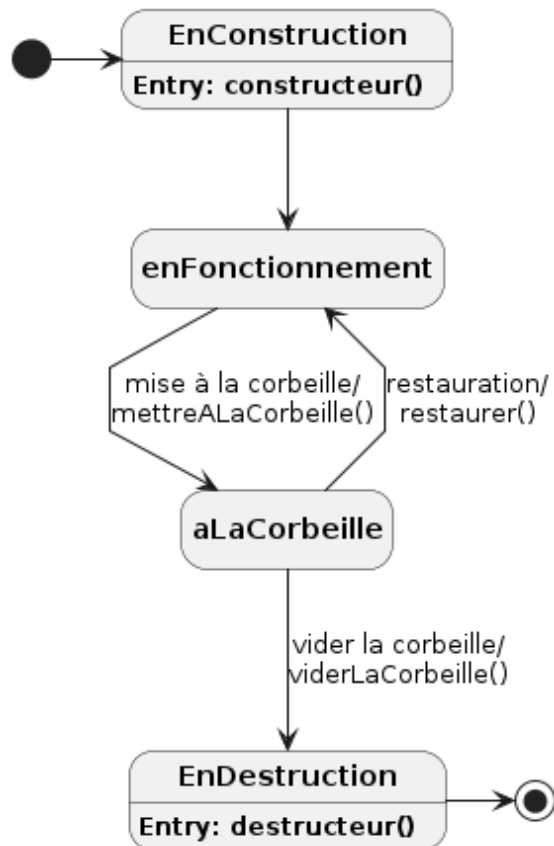 EnConstruction
Entry: constructeur()
enFonctionnement
mise à la corbeille/
mettreALaCorbeille()
restauration/
restaurer()
aLaCorbeille
vider la corbeille/
viderLaCorbeille()
EnDestruction
Entry: destructeur()